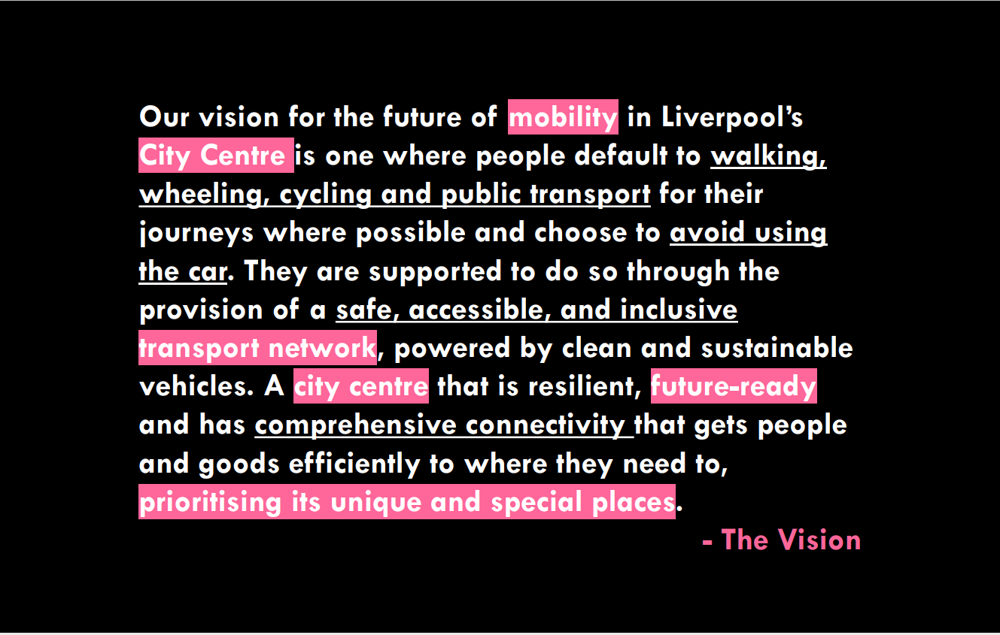 Our vision for the future of mobility in Liverpool’s
City Centre is one where people default to walking,
wheeling, cycling and public transport for their
journeys where possible and choose to avoid using
the car. They are supported to do so through the
provision of a safe, accessible, and inclusive
transport network, powered by clean and sustainable
vehicles. A city centre that is resilient, future-ready
and has comprehensive connectivity that gets people
and goods efficiently to where they need to,
prioritising its unique and special places.
- The Vision